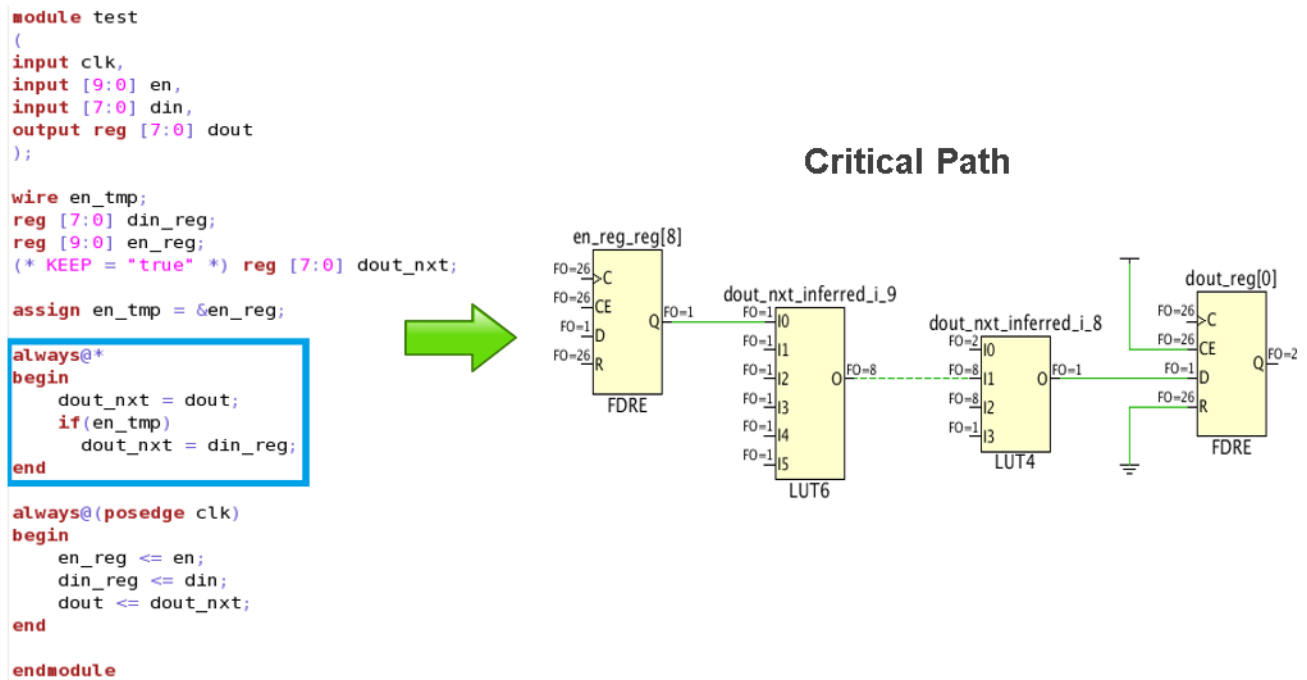 module test
(
input clk,
input [9:0] en,
input [7:0] din,
output reg [7:0] dout
);
wire en_tmp;
reg [7:0] din_reg;
reg [9:0] en_reg;
(* KEEP = "true" *) reg [7:0] dout_nxt;
assign en_tmp = &en_reg;
always@*
begin
dout_nxt = dout;
if(en_tmp)
dout_nxt = din_reg;
end
always@(posedge clk)
begin
en_reg <= en;
din_reg <= din;
dout <= dout_nxt;
end
endmodule
Critical Path
en_reg_reg[8]
FO=26 C
FO=26 CE
FO=1 D
FO=26 R
Q FO=1
FDRE
dout_nxt_inferred_i_9
FO=1 I0
FO=1 I1
FO=1 I2
FO=1 I3
FO=1 I4
FO=1 I5
O FO=8
LUT6
dout_nxt_inferred_i_8
FO=2 I0
FO=8 I1
FO=8 I2
FO=1 I3
O FO=1
LUT4
dout_reg[0]
FO=26 C
FO=26 CE
FO=1 D
FO=26 R
Q FO=2
FDRE